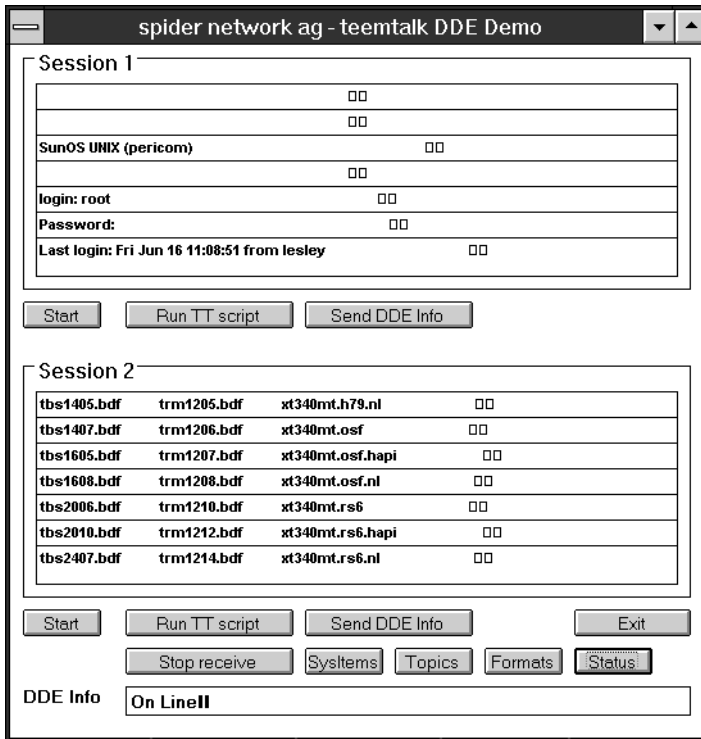 spider network ag - teemtalk DDE Demo
Session 1
SunOS UNIX (pericom)
login: root
Password:
Last login: Fri Jun 16 11:08:51 from lesley
Start Run TT script Send DDE Info
Session 2
tbs1405.bdf trm1205.bdf xt340mt.h79.nl
tbs1407.bdf trm1206.bdf xt340mt.osf
tbs1605.bdf trm1207.bdf xt340mt.osf.hapi
tbs1608.bdf trm1208.bdf xt340mt.osf.nl
tbs2006.bdf trm1210.bdf xt340mt.rs6
tbs2010.bdf trm1212.bdf xt340mt.rs6.hapi
tbs2407.bdf trm1214.bdf xt340mt.rs6.nl
Start Run TT script Send DDE Info Exit
Stop receive SysItems Topics Formats Status
DDE Info On Line